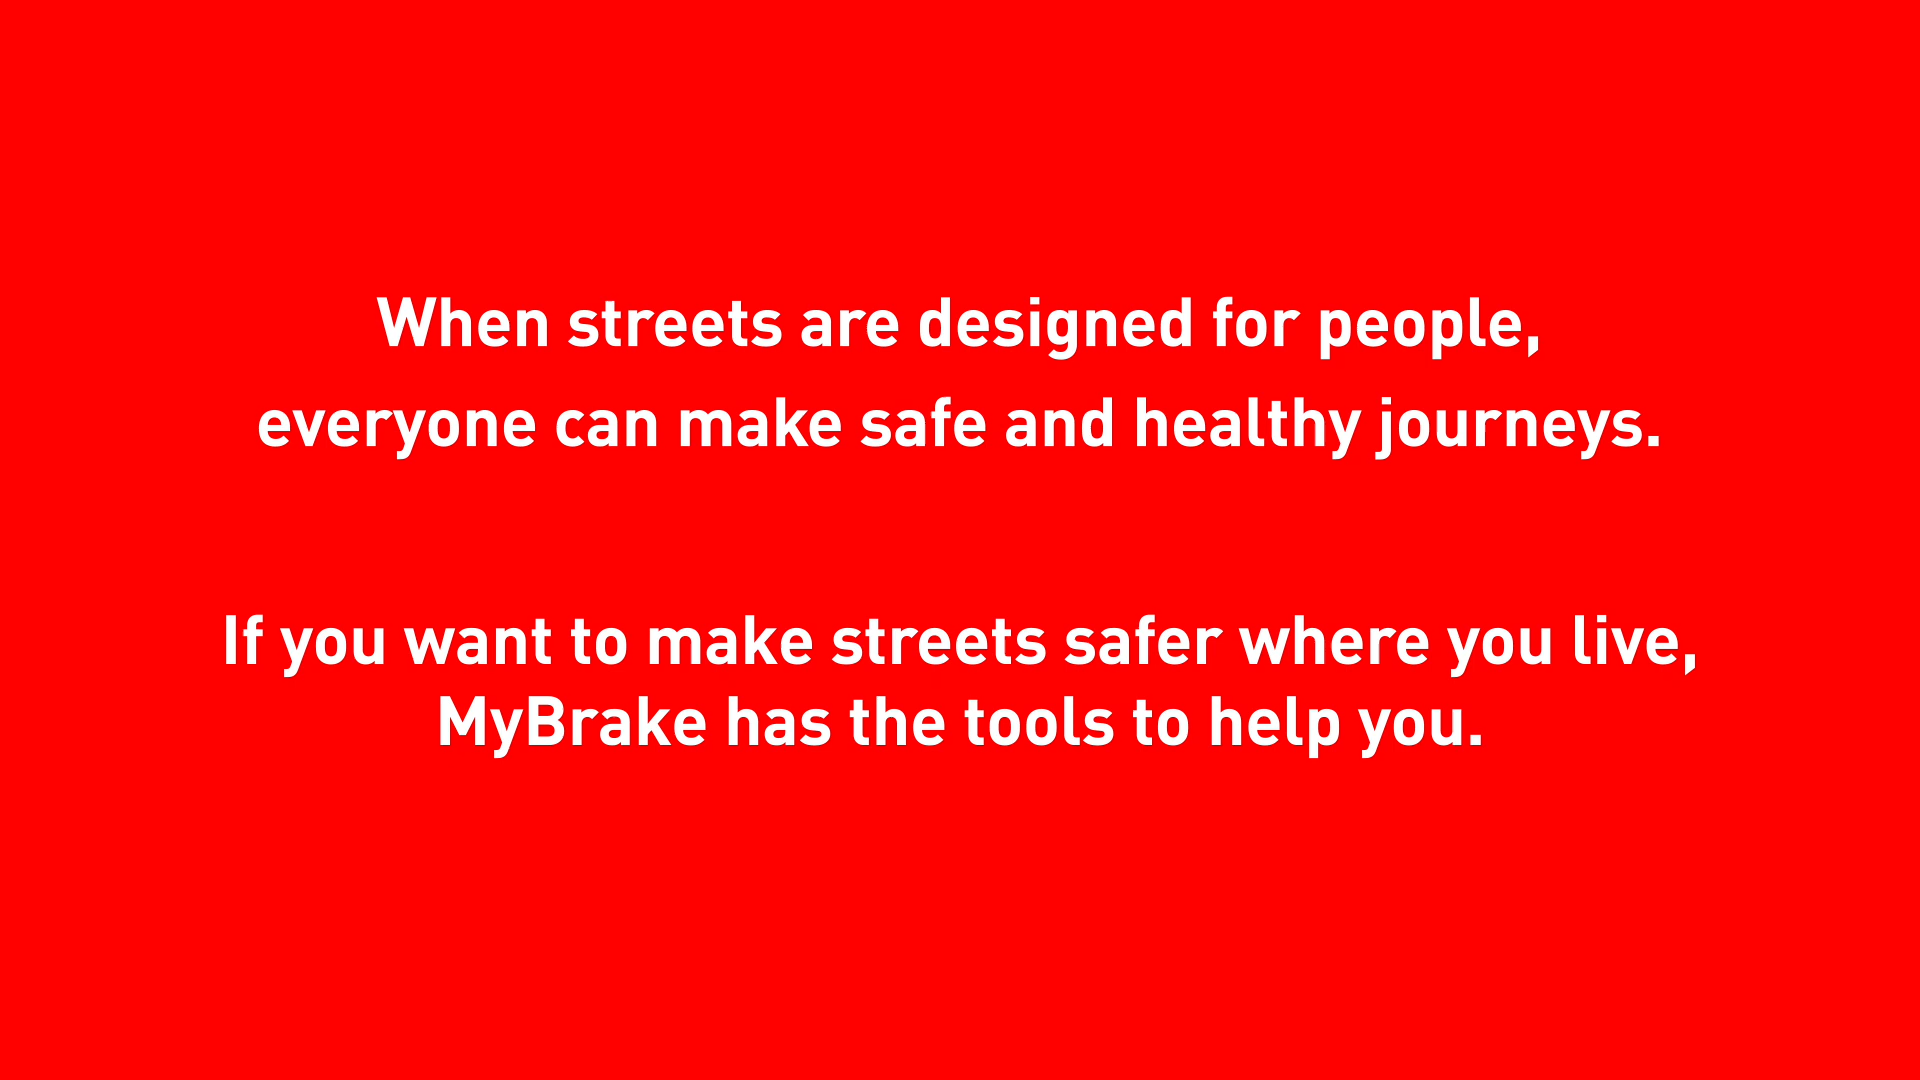 When streets are designed for people,
everyone can make safe and healthy journeys.
If you want to make streets safer where you live,
MyBrake has the tools to help you.